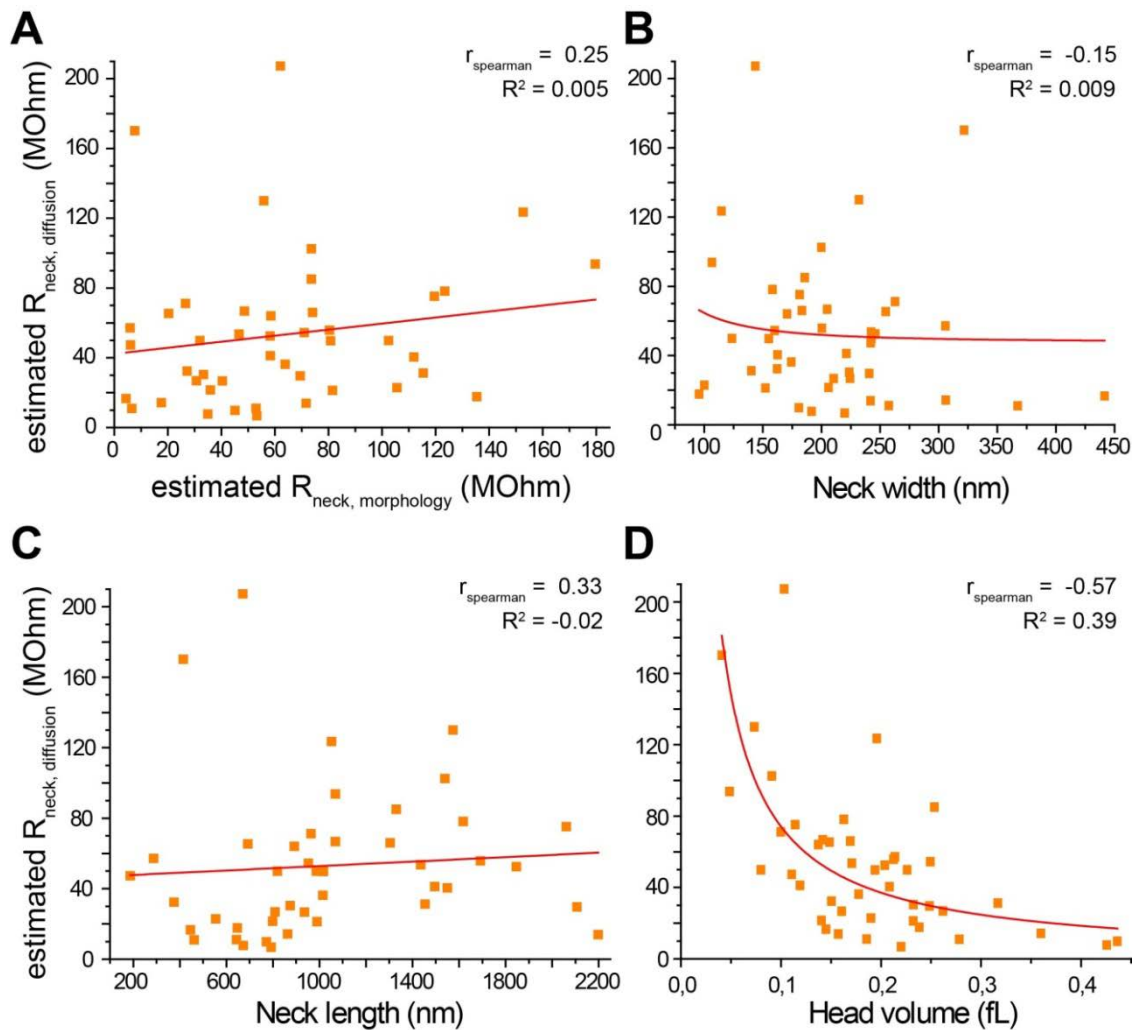 A
r_spearman = 0.25
R² = 0.005
estimated R_neck, diffusion (MOhm)
200
160
120
80
40
0
0 20 40 60 80 100 120 140 160 180
estimated R_neck, morphology (MOhm)
B
r_spearman = -0.15
R² = 0.009
200
160
120
80
40
0
100 150 200 250 300 350 400 450
Neck width (nm)
C
r_spearman = 0.33
R² = -0.02
estimated R_neck, diffusion (MOhm)
200
160
120
80
40
0
200 600 1000 1400 1800 2200
Neck length (nm)
D
r_spearman = -0.57
R² = 0.39
200
160
120
80
40
0
0,0 0,1 0,2 0,3 0,4
Head volume (fL)